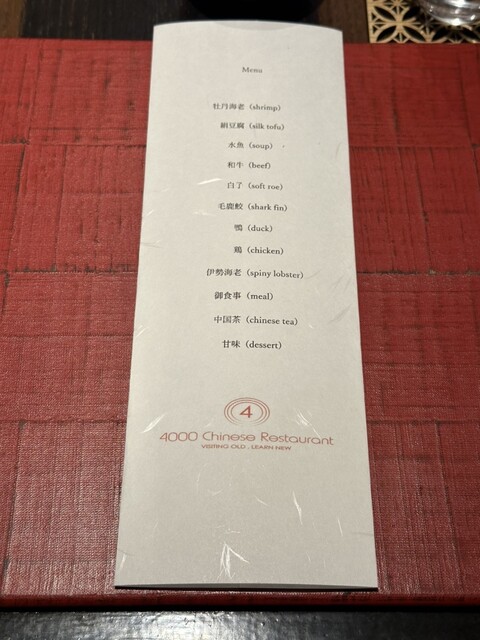 Menu
牡丹海老（shrimp）
絹豆腐（silk tofu）
水魚（soup）
和牛（beef）
白子（soft roe）
毛鹿鮫（shark fin）
鴨（duck）
鶏（chicken）
伊勢海老（spiny lobster）
御食事（meal）
中国茶（chinese tea）
甘味（dessert）
4
4000 Chinese Restaurant
VISITING OLD , LEARN NEW